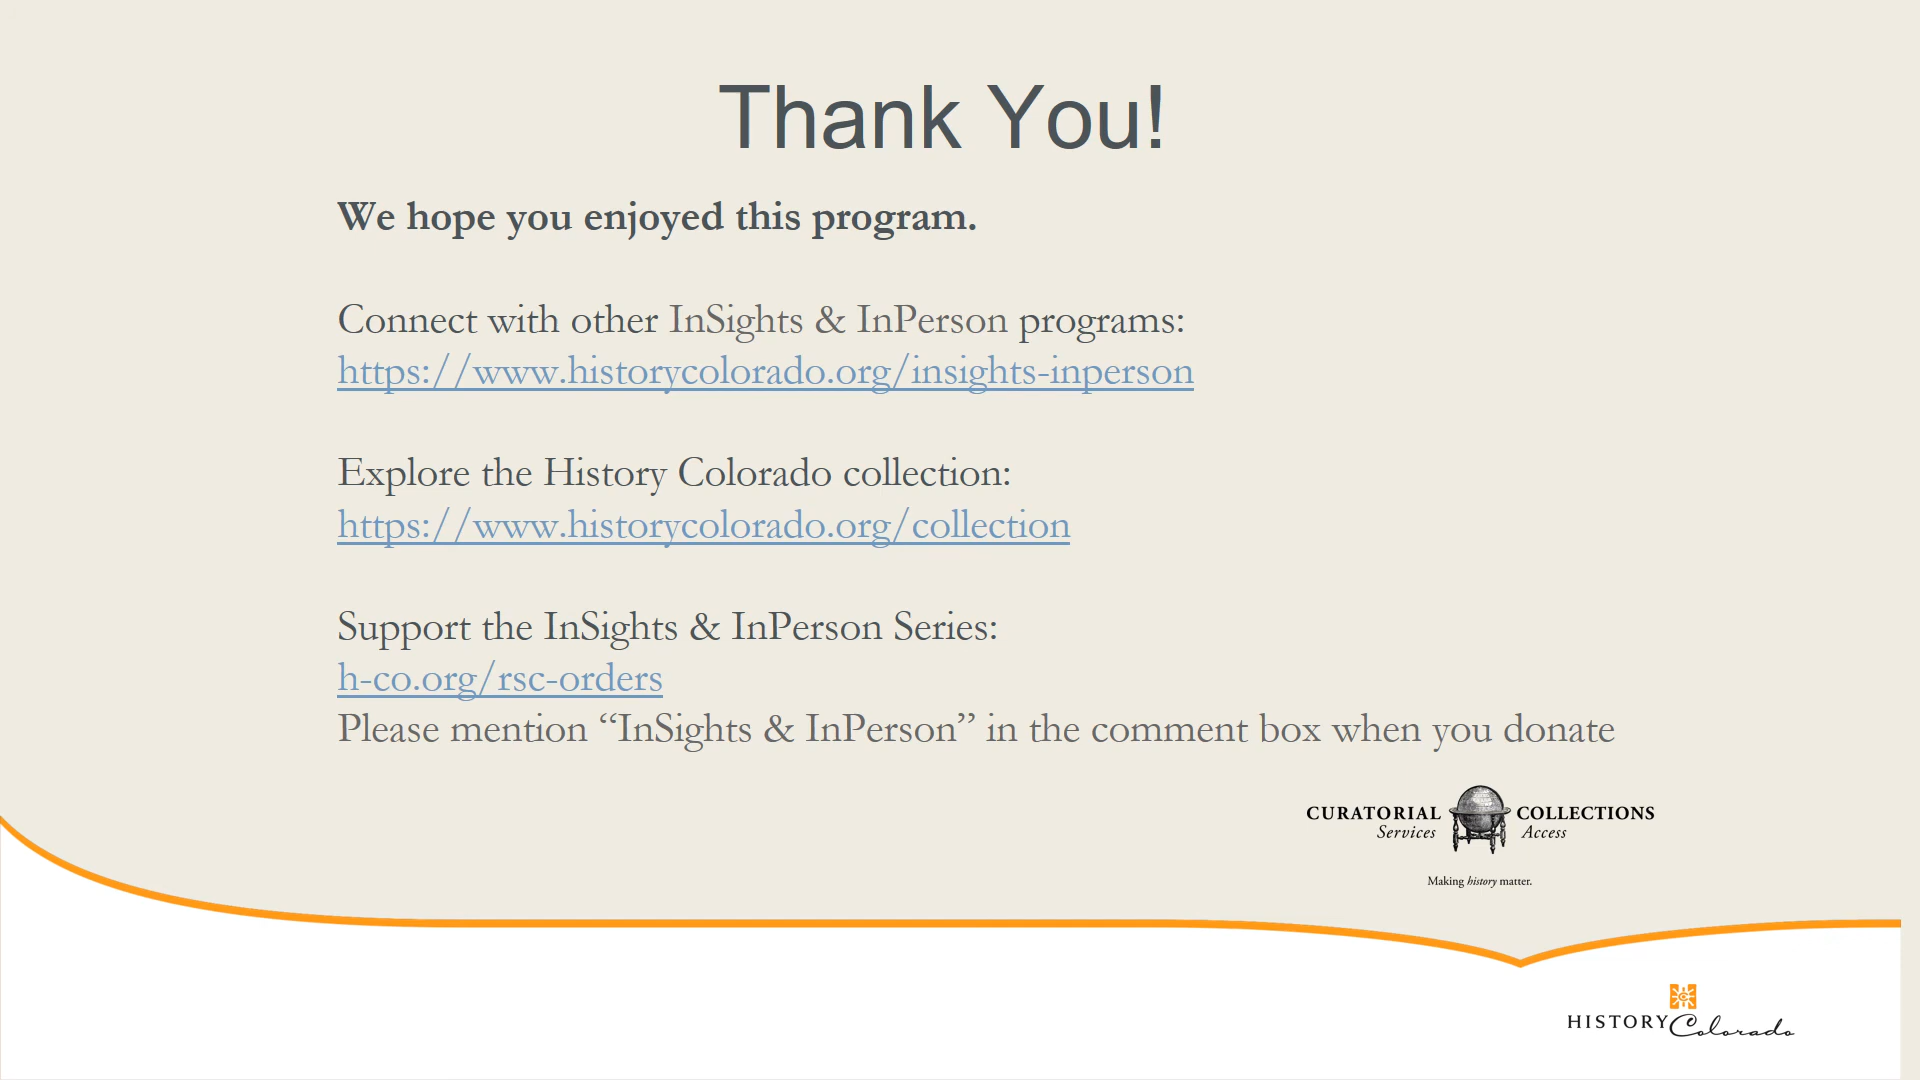 Thank You!
We hope you enjoyed this program.
Connect with other InSights & InPerson programs:
https://www.historycolorado.org/insights-inperson
Explore the History Colorado collection:
https://www.historycolorado.org/collection
Support the InSights & InPerson Series:
h-co.org/rsc-orders
Please mention “InSights & InPerson” in the comment box when you donate
CURATORIAL COLLECTIONS
Services Access
Making history matter.
HISTORY Colorado